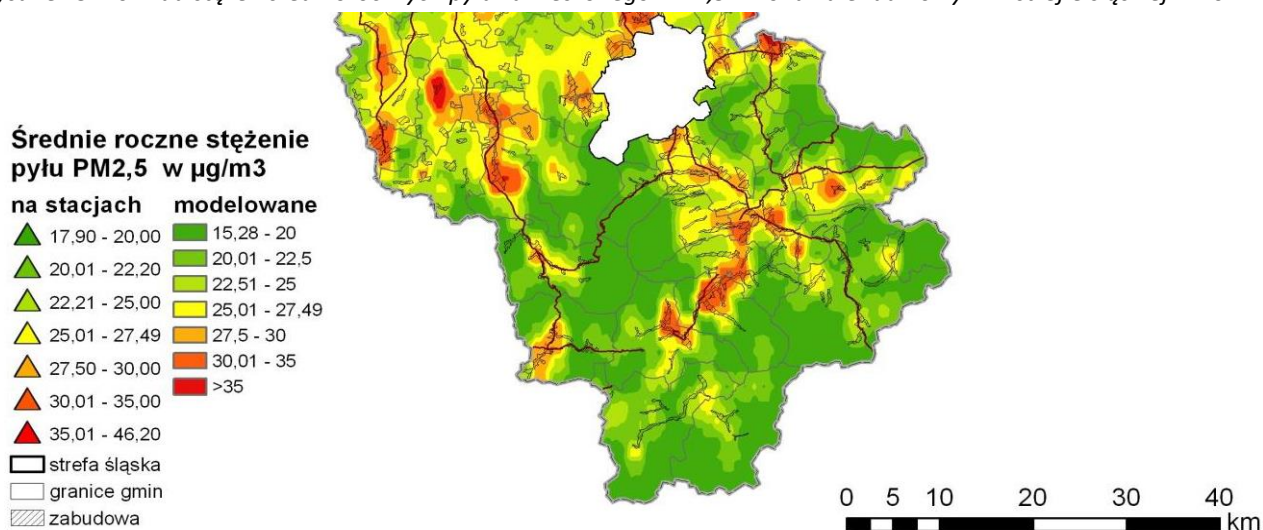 Średnie roczne stężenie
pyłu PM2,5 w µg/m3
na stacjach modelowane
17,90 - 20,00
20,01 - 22,20
22,21 - 25,00
25,01 - 27,49
27,50 - 30,00
30,01 - 35,00
35,01 - 46,20
15,28 - 20
20,01 - 22,5
22,51 - 25
25,01 - 27,49
27,5 - 30
30,01 - 35
>35
strefa śląska
granice gmin
zabudowa
0 5 10 20 30 40
km